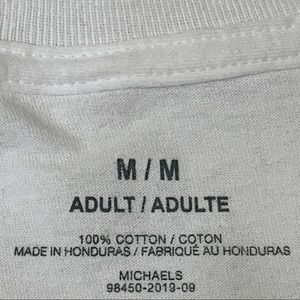 M / M
ADULT / ADULTE
100% COTTON / COTON
MADE IN HONDURAS / FABRIQUÉ AU HONDURAS
MICHAELS
98450-2019-09